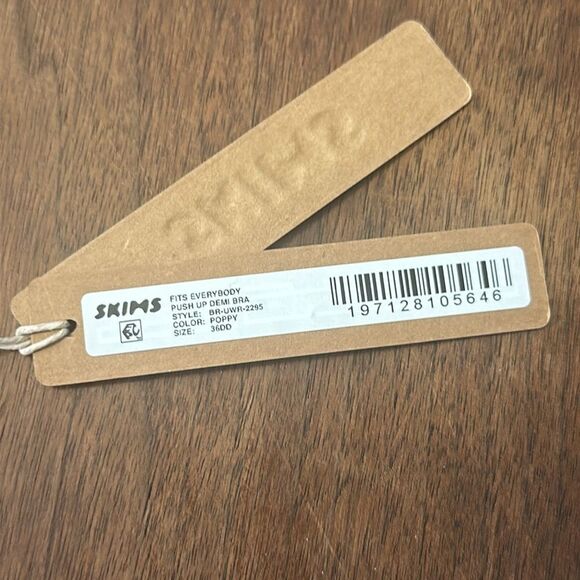 SKIMS
SKIMS
FITS EVERYBODY
PUSH UP DEMI BRA
STYLE: BR-UWR-2295
COLOR: POPPY
SIZE: 36DD
197128105646